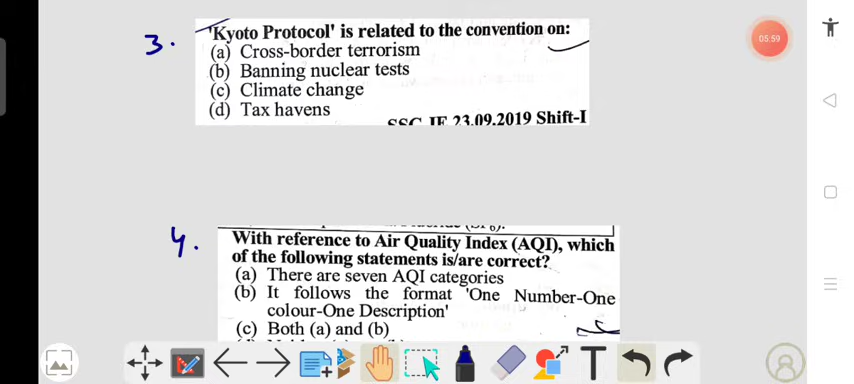 3.
'Kyoto Protocol' is related to the convention on:
(a) Cross-border terrorism
(b) Banning nuclear tests
(c) Climate change
(d) Tax havens
SSC JE 23.09.2019 Shift-I
05:59
4.
With reference to Air Quality Index (AQI), which
of the following statements is/are correct?
(a) There are seven AQI categories
(b) It follows the format 'One Number-One
colour-One Description'
(c) Both (a) and (b)
T